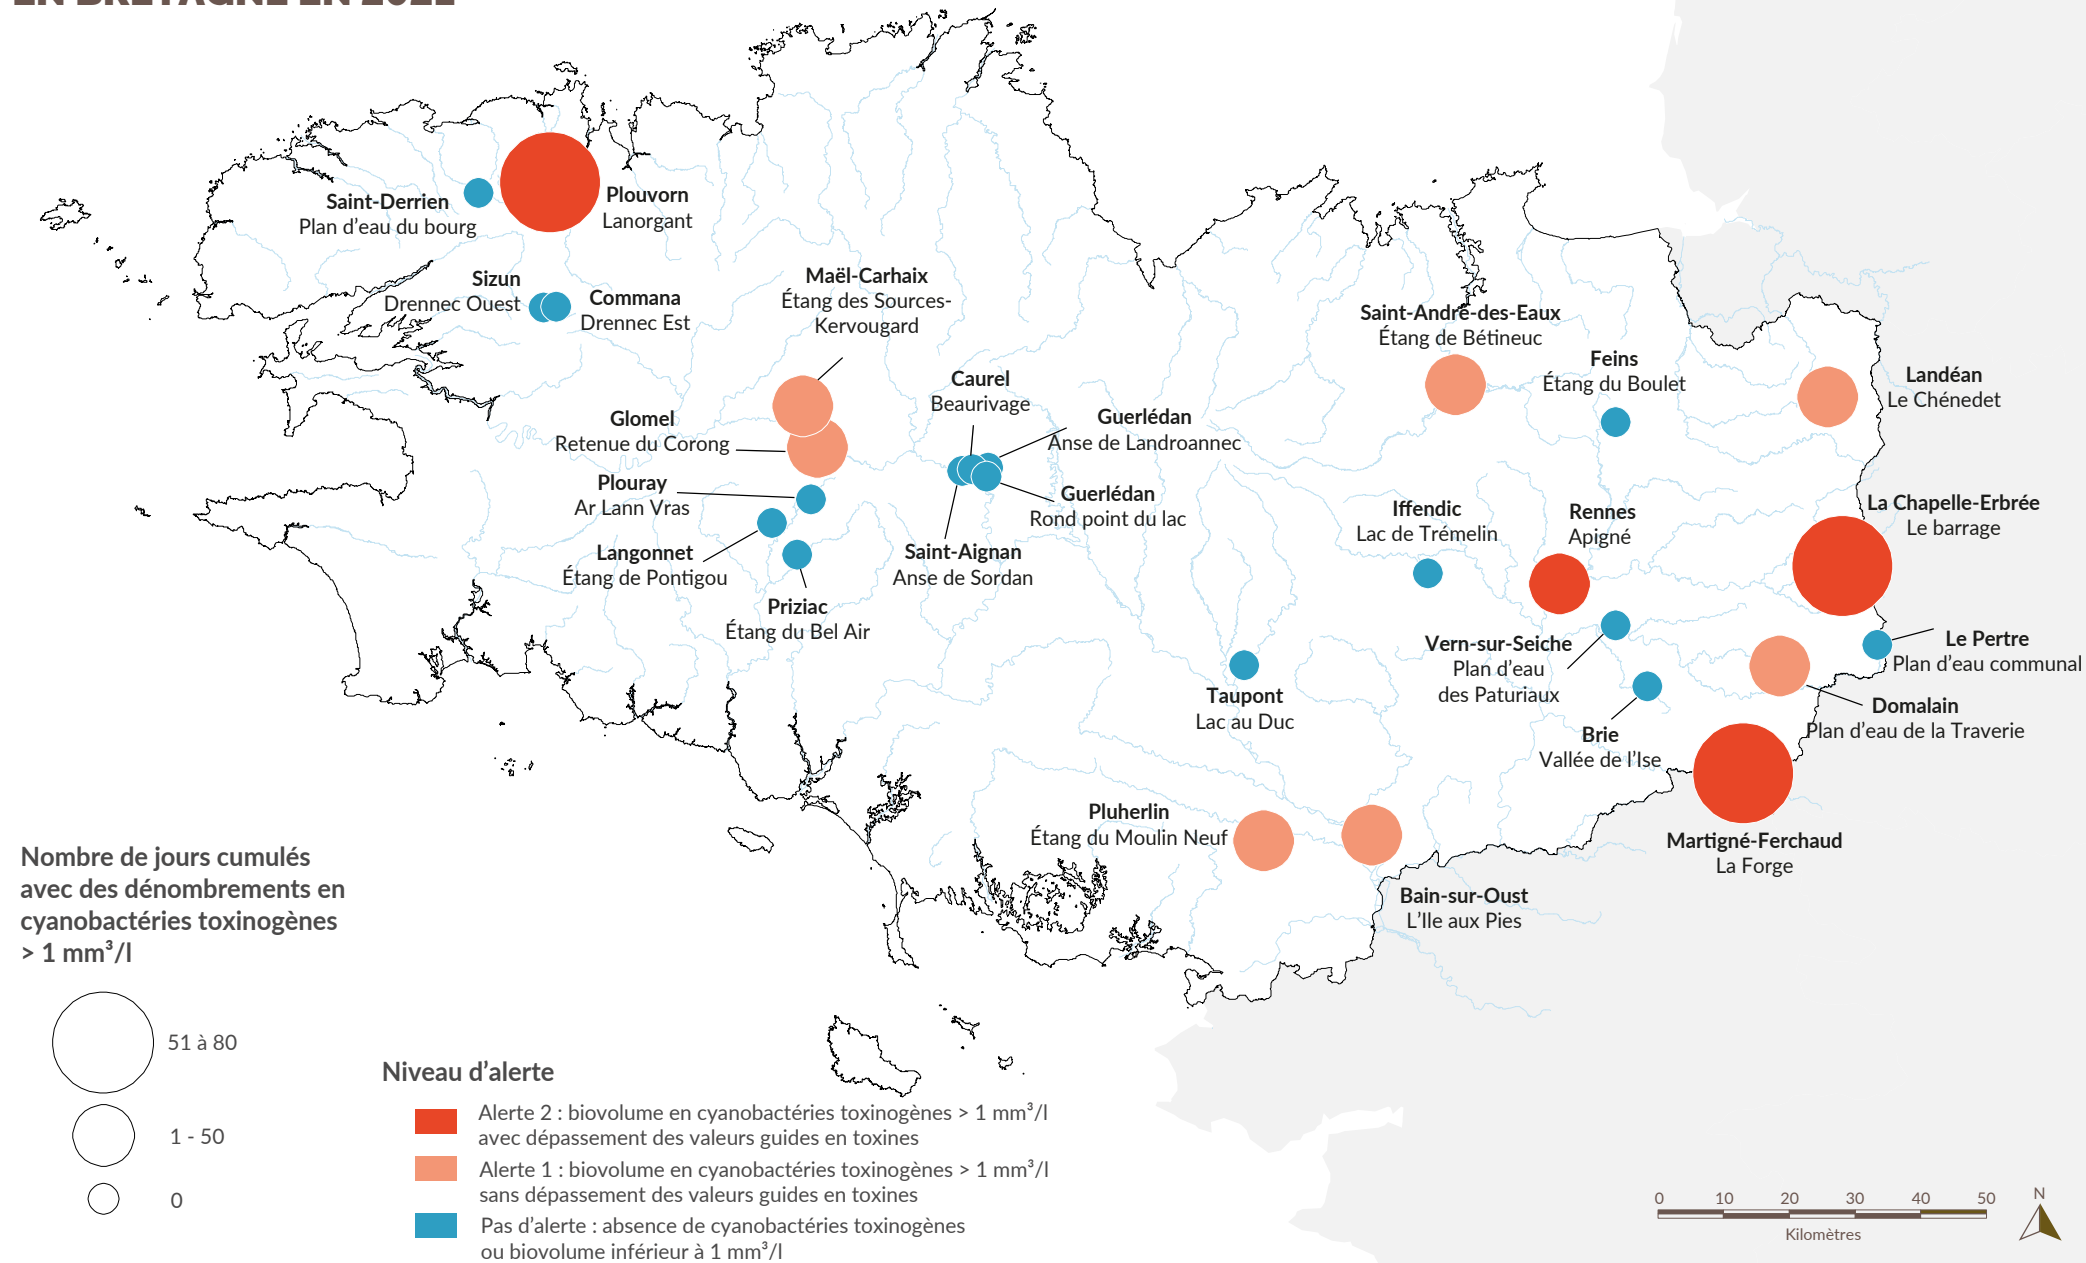 EN BRETAGNE EN 2022
Saint-Derrien
Plan d'eau du bourg
Plouvorn
Lanorgant
Sizun
Drennec Ouest
Commana
Drennec Est
Maël-Carhaix
Étang des Sources-
Kervougard
Glomel
Retenue du Corong
Plouray
Ar Lann Vras
Langonnet
Étang de Pontigou
Priziac
Étang du Bel Air
Caurel
Beaurivage
Guerlédan
Anse de Landroannec
Guerlédan
Rond point du lac
Saint-Aignan
Anse de Sordan
Saint-André-des-Eaux
Étang de Bétineuc
Feins
Étang du Boulet
Landéan
Le Chénedet
Iffendic
Lac de Trémelin
Rennes
Apigné
La Chapelle-Erbrée
Le barrage
Vern-sur-Seiche
Plan d'eau
des Paturiaux
Le Pertre
Plan d'eau communal
Taupont
Lac au Duc
Domalain
Plan d'eau de la Traverie
Brie
Vallée de l'Ise
Pluherlin
Étang du Moulin Neuf
Martigné-Ferchaud
La Forge
Bain-sur-Oust
L'Ile aux Pies
Nombre de jours cumulés
avec des dénombrements en
cyanobactéries toxinogènes
> 1 mm³/l
51 à 80
1 - 50
0
Niveau d'alerte
Alerte 2 : biovolume en cyanobactéries toxinogènes > 1 mm³/l
avec dépassement des valeurs guides en toxines
Alerte 1 : biovolume en cyanobactéries toxinogènes > 1 mm³/l
sans dépassement des valeurs guides en toxines
Pas d'alerte : absence de cyanobactéries toxinogènes
ou biovolume inférieur à 1 mm³/l
0 10 20 30 40 50
Kilomètres
N